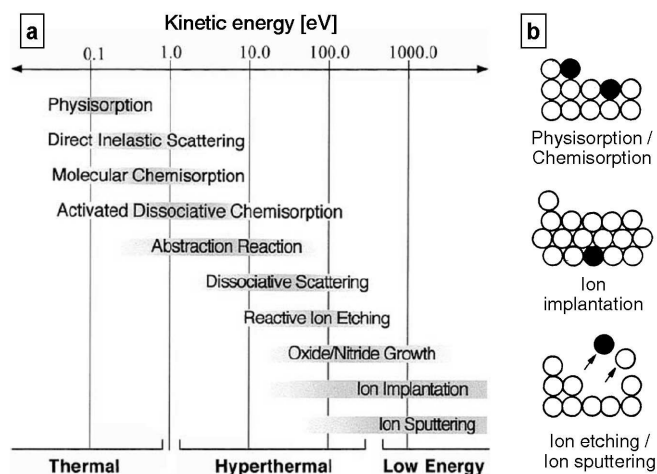 a
Kinetic energy [eV]
0.1 1.0 10.0 100.0 1000.0
Physisorption
Direct Inelastic Scattering
Molecular Chemisorption
Activated Dissociative Chemisorption
Abstraction Reaction
Dissociative Scattering
Reactive Ion Etching
Oxide/Nitride Growth
Ion Implantation
Ion Sputtering
Thermal Hyperthermal Low Energy
b
Physisorption /
Chemisorption
Ion
implantation
Ion etching /
Ion sputtering